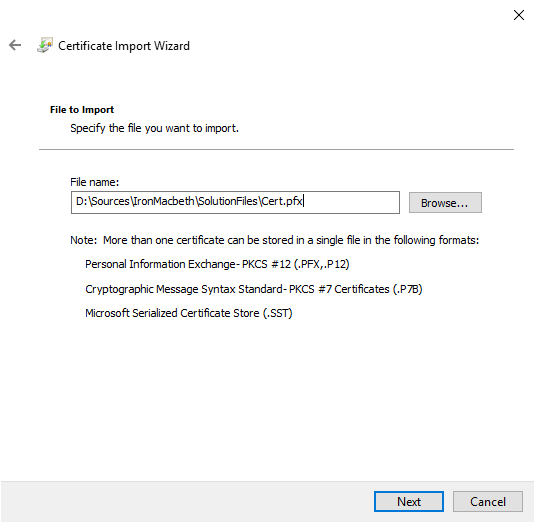 Certificate Import Wizard
File to Import
Specify the file you want to import.
File name:
D:\Sources\IronMacbeth\SolutionFiles\Cert.pfx
Browse...
Note: More than one certificate can be stored in a single file in the following formats:
Personal Information Exchange- PKCS #12 (.PFX,.P12)
Cryptographic Message Syntax Standard- PKCS #7 Certificates (.P7B)
Microsoft Serialized Certificate Store (.SST)
Next
Cancel